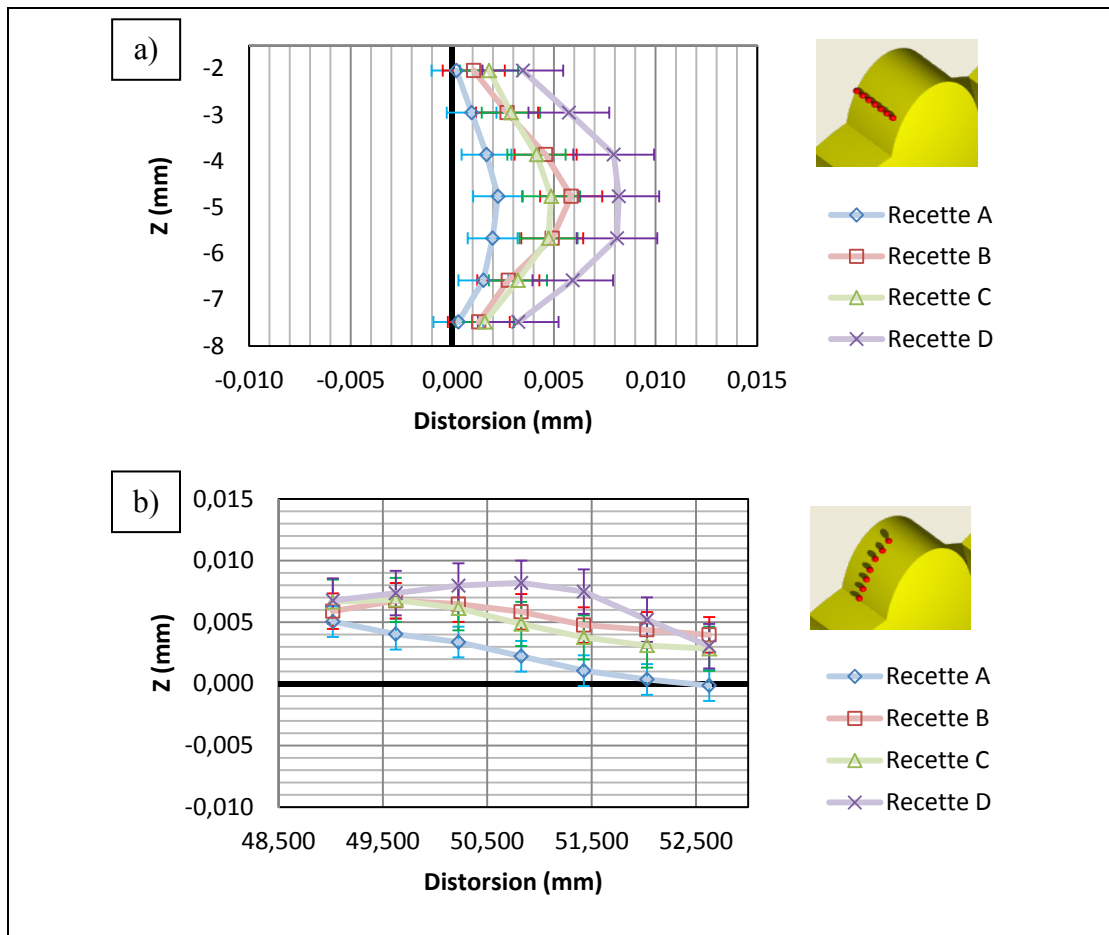 a)
-2
-3
-4
-5
-6
-7
-8
Z (mm)
-0,010 -0,005 0,000 0,005 0,010 0,015
Distorsion (mm)
Recette A
Recette B
Recette C
Recette D
b)
0,015
0,010
0,005
0,000
-0,005
-0,010
Z (mm)
48,500 49,500 50,500 51,500 52,500
Distorsion (mm)
Recette A
Recette B
Recette C
Recette D